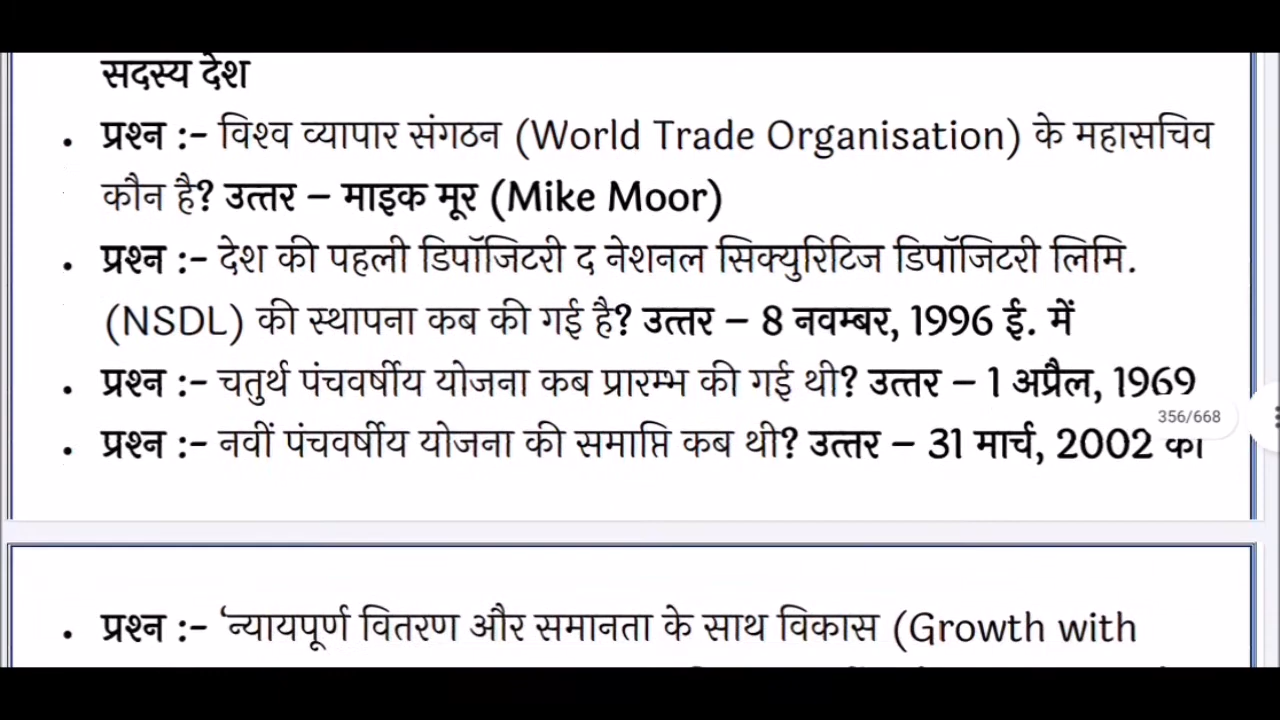 सदस्य देश
• प्रश्न :- विश्व व्यापार संगठन (World Trade Organisation) के महासचिव
कौन है? उत्तर – माइक मूर (Mike Moor)
• प्रश्न :- देश की पहली डिपॉजिटरी द नेशनल सिक्युरिटिज डिपॉजिटरी लिमि.
(NSDL) की स्थापना कब की गई है? उत्तर – 8 नवम्बर, 1996 ई. में
• प्रश्न :- चतुर्थ पंचवर्षीय योजना कब प्रारम्भ की गई थी? उत्तर – 1 अप्रैल, 1969
356/668
• प्रश्न :- नवीं पंचवर्षीय योजना की समाप्ति कब थी? उत्तर – 31 मार्च, 2002 को
• प्रश्न :- ‘न्यायपूर्ण वितरण और समानता के साथ विकास (Growth with